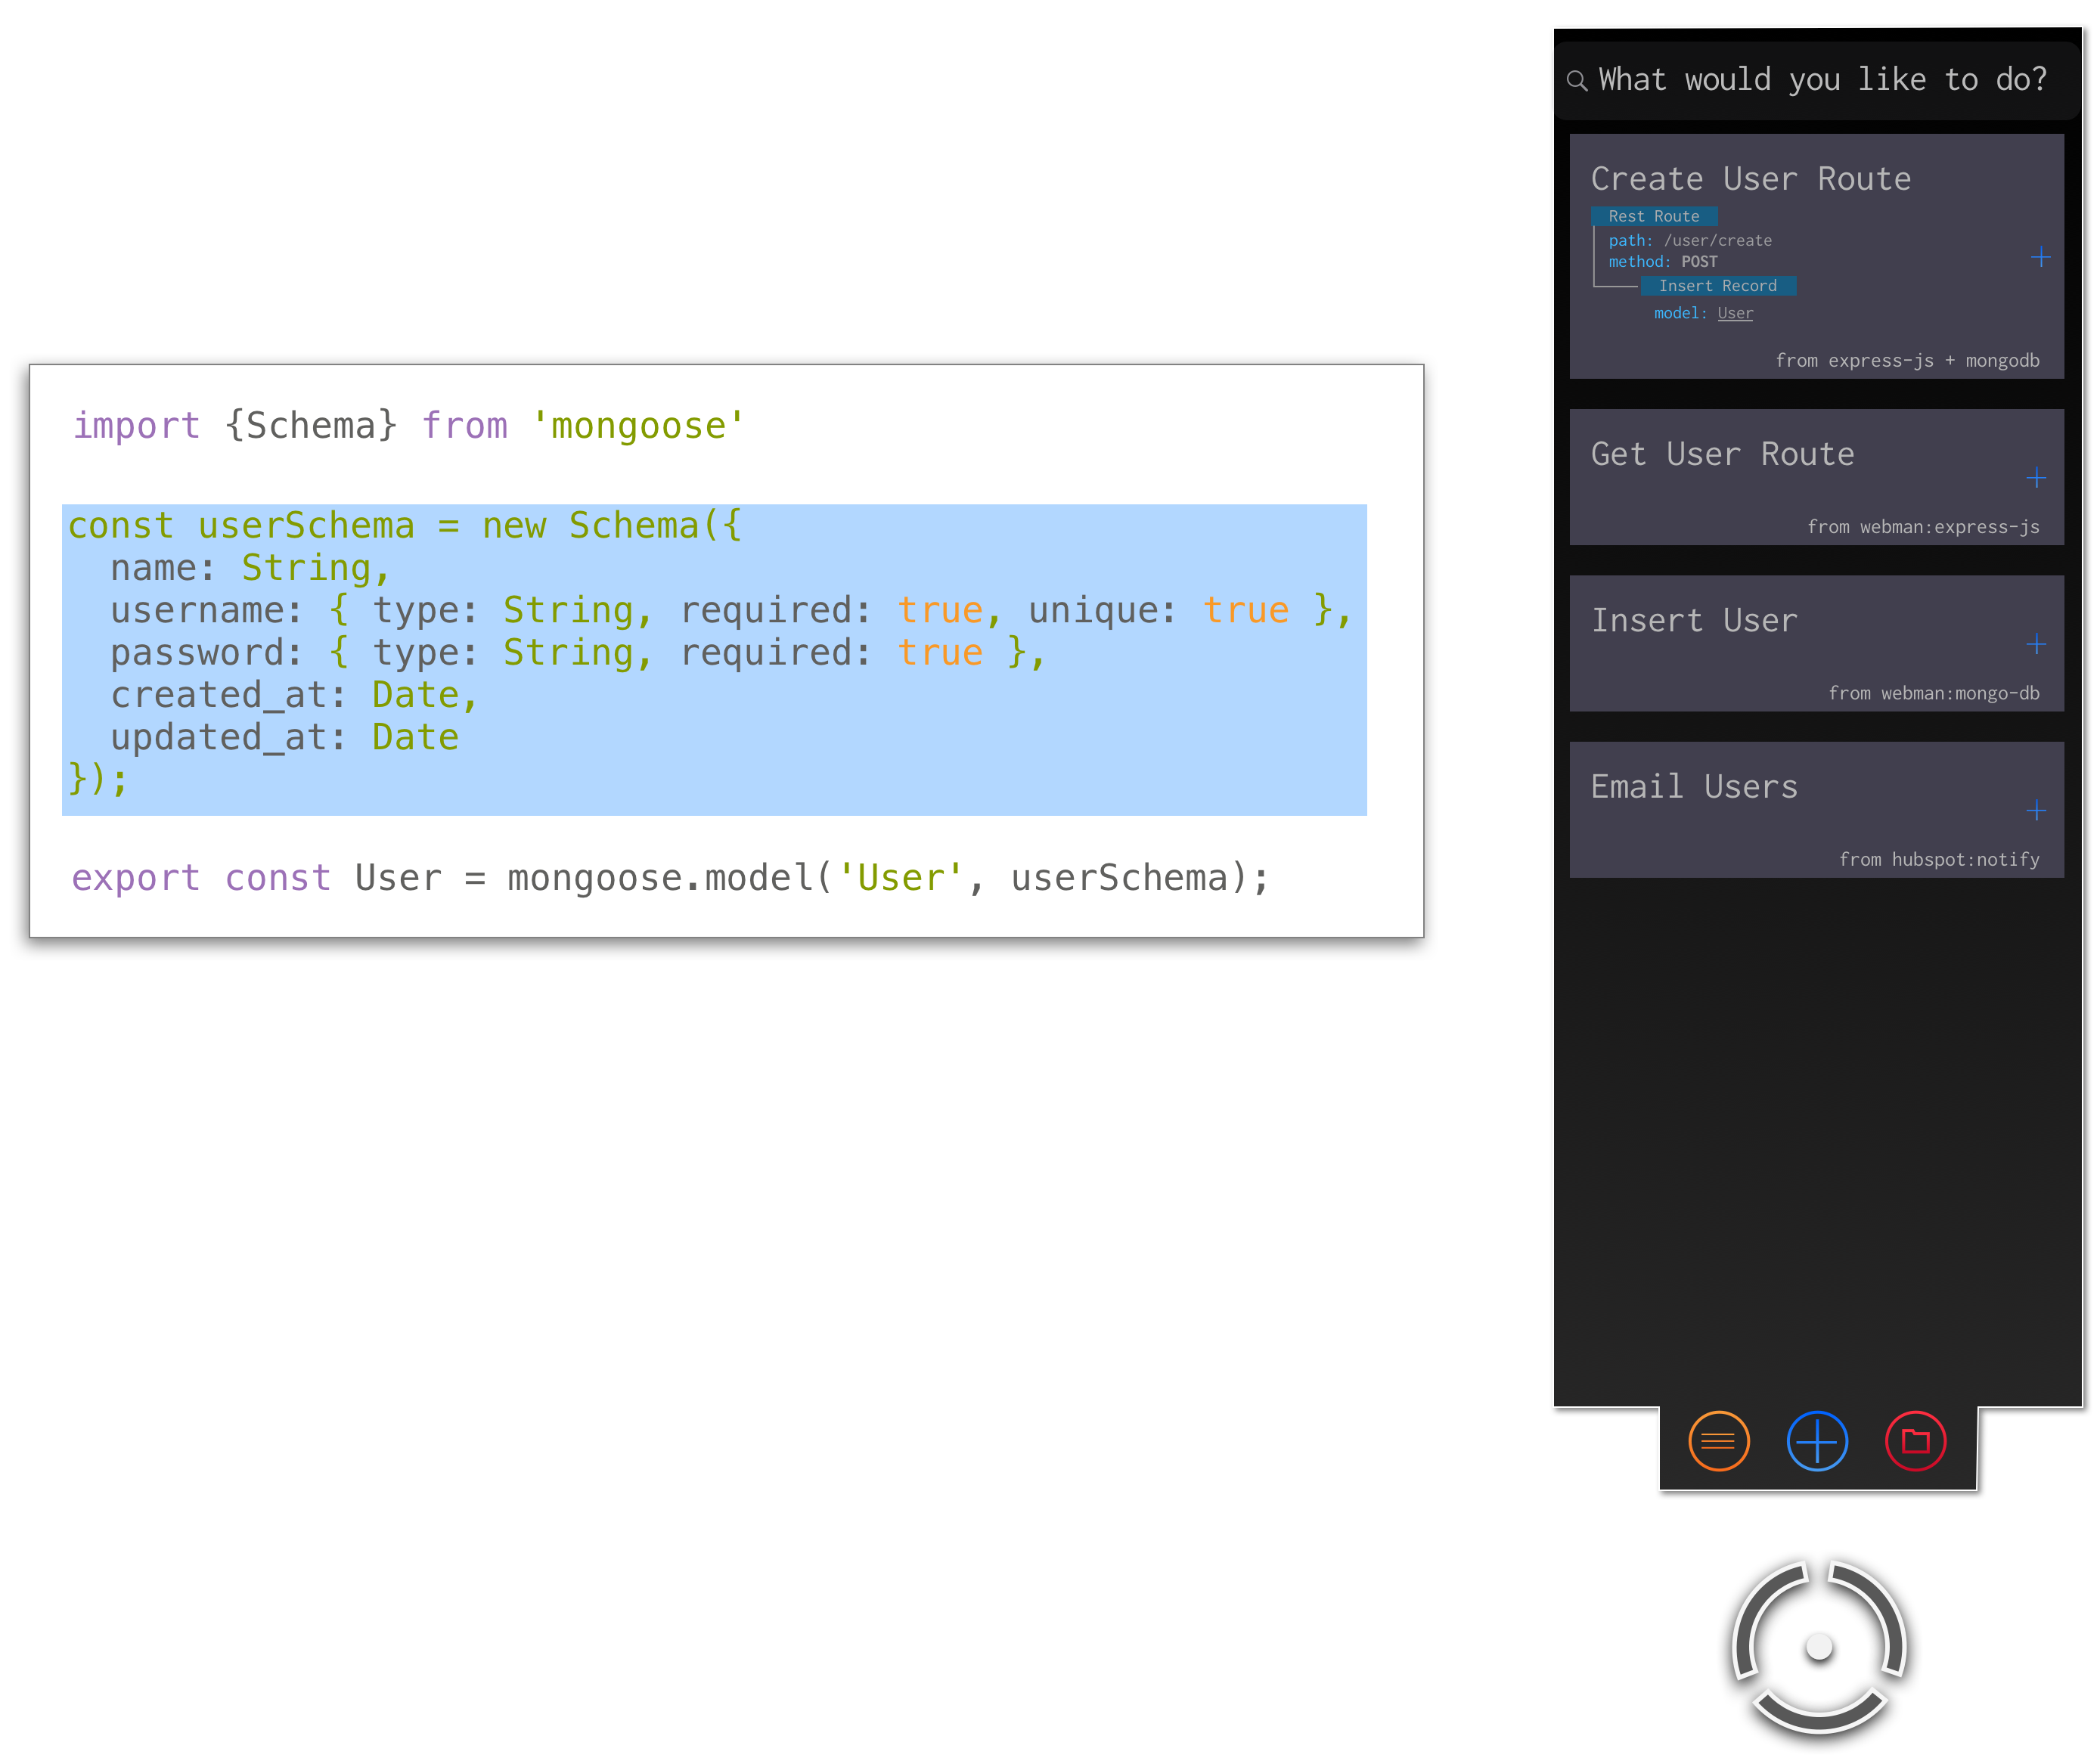 import {Schema} from 'mongoose'
const userSchema = new Schema({
  name: String,
  username: { type: String, required: true, unique: true },
  password: { type: String, required: true },
  created_at: Date,
  updated_at: Date
});
export const User = mongoose.model('User', userSchema);
What would you like to do?
Create User Route
Rest Route
path: /user/create
method: POST
Insert Record
model: User
from express-js + mongodb
Get User Route
from webman:express-js
Insert User
from webman:mongo-db
Email Users
from hubspot:notify